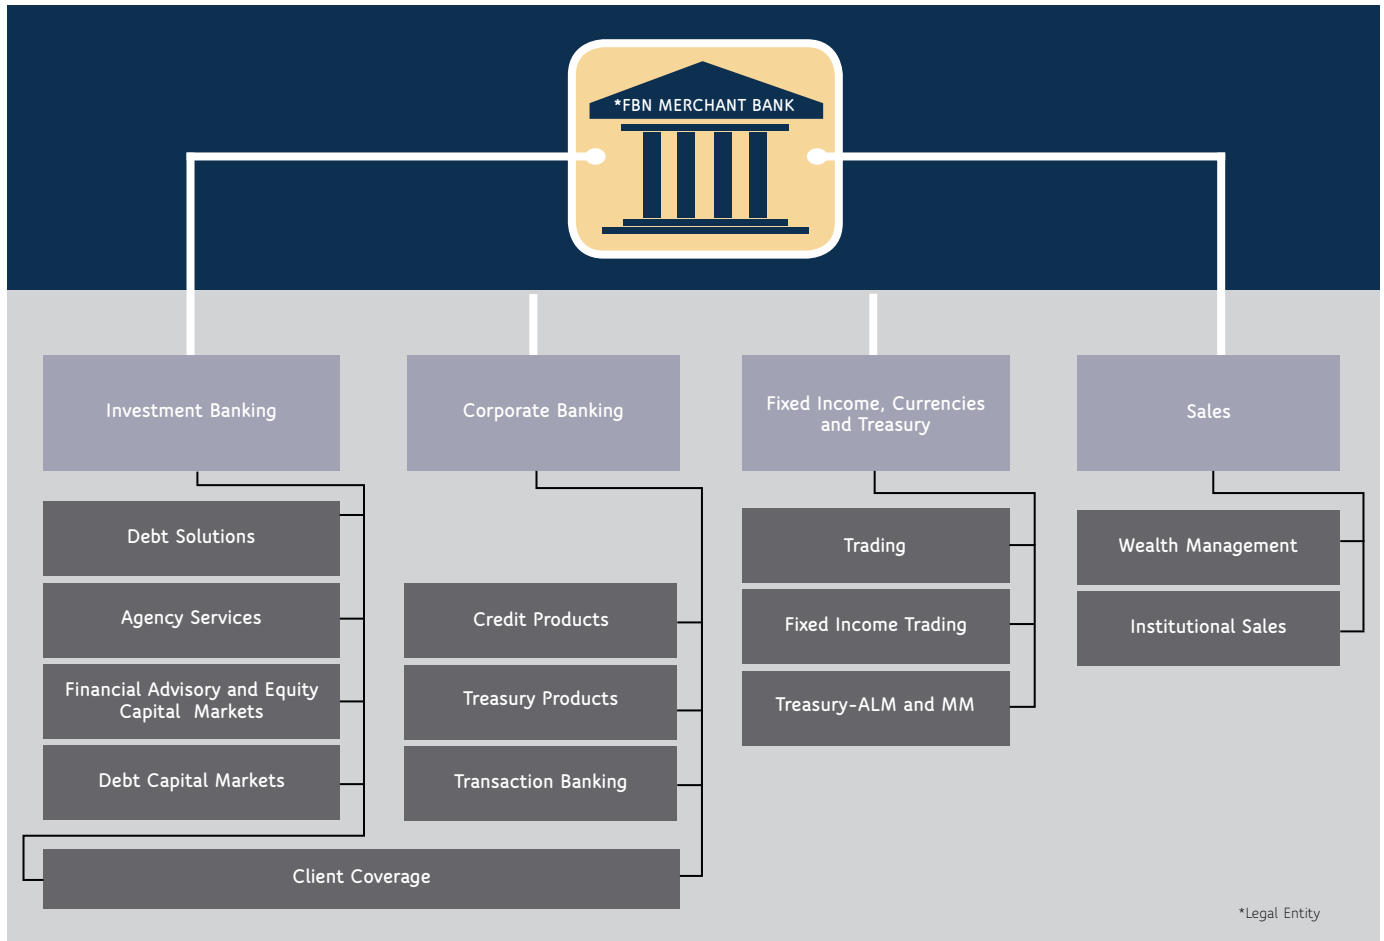 *FBN MERCHANT BANK
Investment Banking
Corporate Banking
Fixed Income, Currencies
and Treasury
Sales
Debt Solutions
Agency Services
Financial Advisory and Equity
Capital Markets
Debt Capital Markets
Credit Products
Treasury Products
Transaction Banking
Client Coverage
Trading
Fixed Income Trading
Treasury-ALM and MM
Wealth Management
Institutional Sales
*Legal Entity